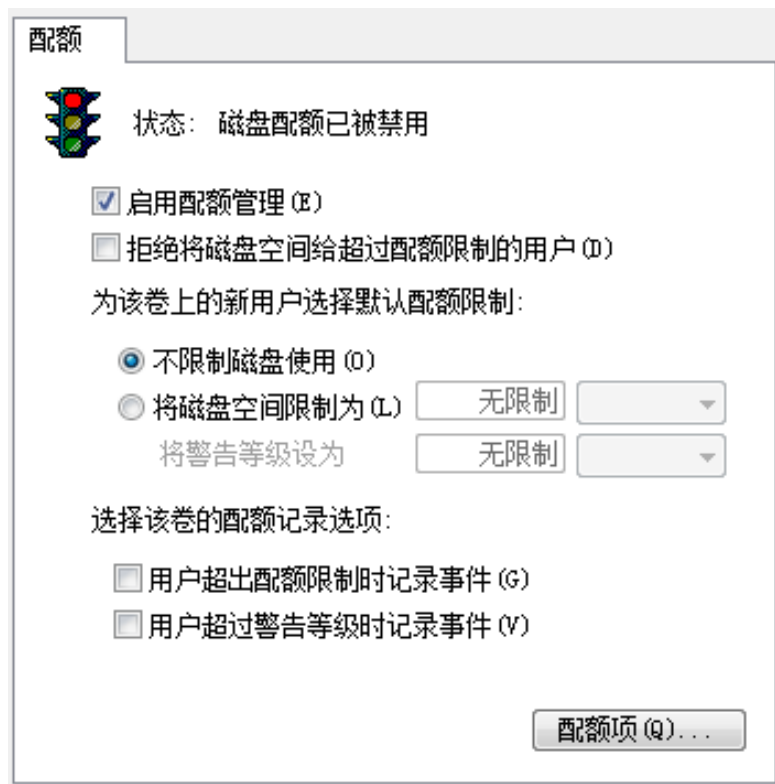 配额
状态: 磁盘配额已被禁用
启用配额管理(E)
拒绝将磁盘空间给超过配额限制的用户(D)
为该卷上的新用户选择默认配额限制:
不限制磁盘使用(O)
将磁盘空间限制为(L) 无限制
将警告等级设为 无限制
选择该卷的配额记录选项:
用户超出配额限制时记录事件(G)
用户超过警告等级时记录事件(V)
配额项(Q)...